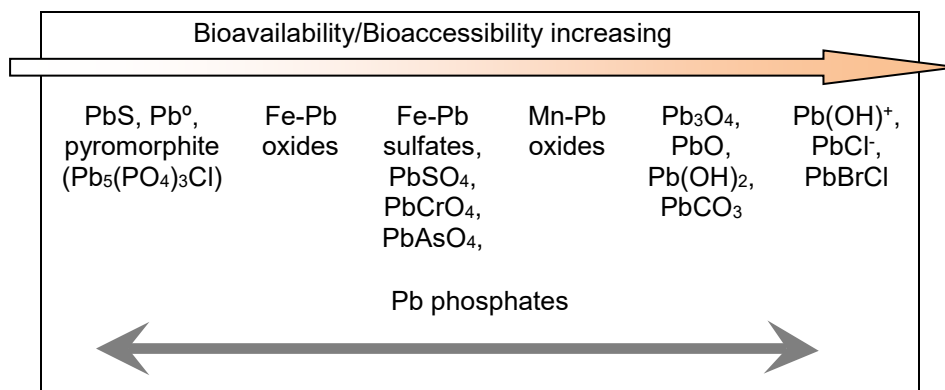 Bioavailability/Bioaccessibility increasing
PbS, Pbº,
pyromorphite
(Pb₅(PO₄)₃Cl)
Fe-Pb
oxides
Fe-Pb
sulfates,
PbSO₄,
PbCrO₄,
PbAsO₄,
Mn-Pb
oxides
Pb₃O₄,
PbO,
Pb(OH)₂,
PbCO₃
Pb(OH)⁺,
PbCl⁻,
PbBrCl
Pb phosphates